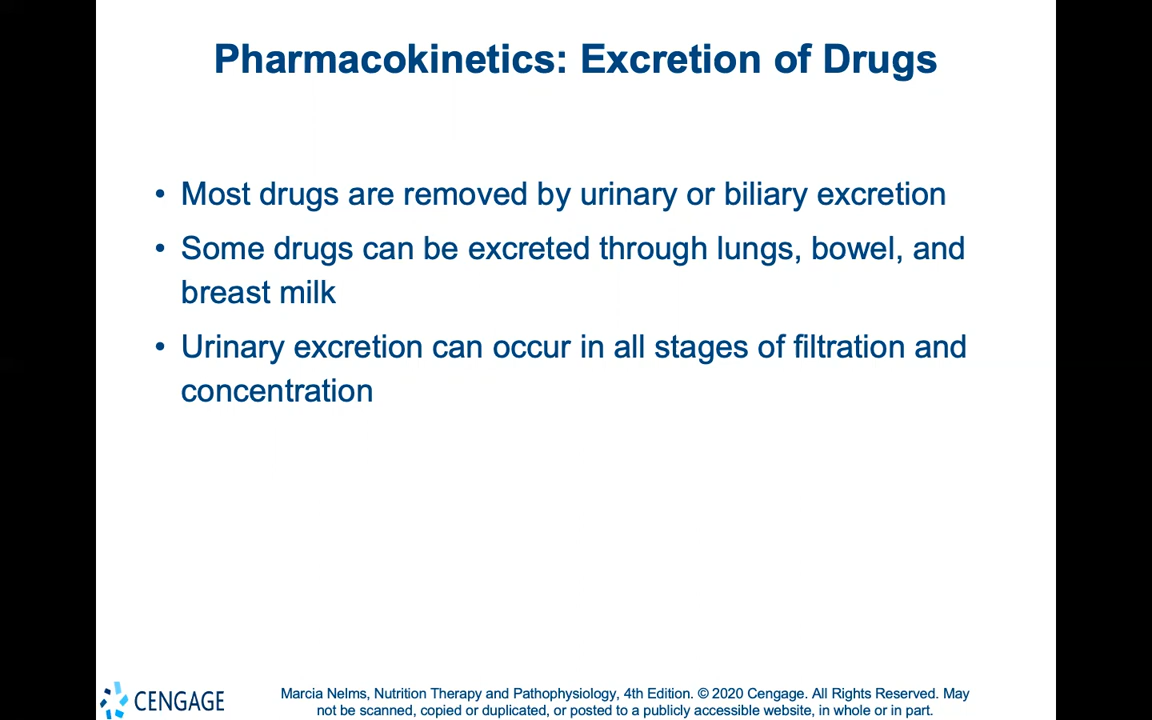 Pharmacokinetics: Excretion of Drugs
• Most drugs are removed by urinary or biliary excretion
• Some drugs can be excreted through lungs, bowel, and
breast milk
• Urinary excretion can occur in all stages of filtration and
concentration
CENGAGE
Marcia Nelms, Nutrition Therapy and Pathophysiology, 4th Edition. © 2020 Cengage. All Rights Reserved. May
not be scanned, copied or duplicated, or posted to a publicly accessible website, in whole or in part.